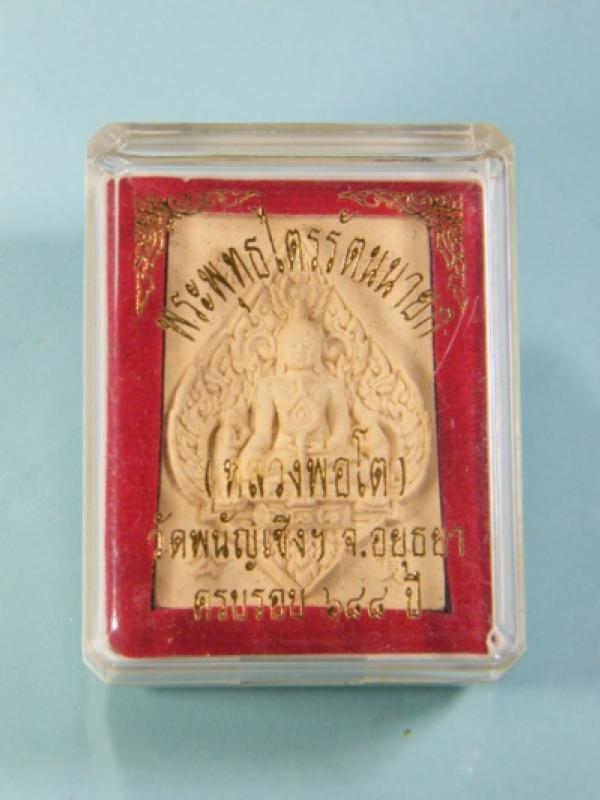 พระพุทธไตรรัตนนายก
(หลวงพ่อโต)
วัดพนัญเชิงฯ จ.อยุธยา
ครบรอบ ๖๘๘ ปี